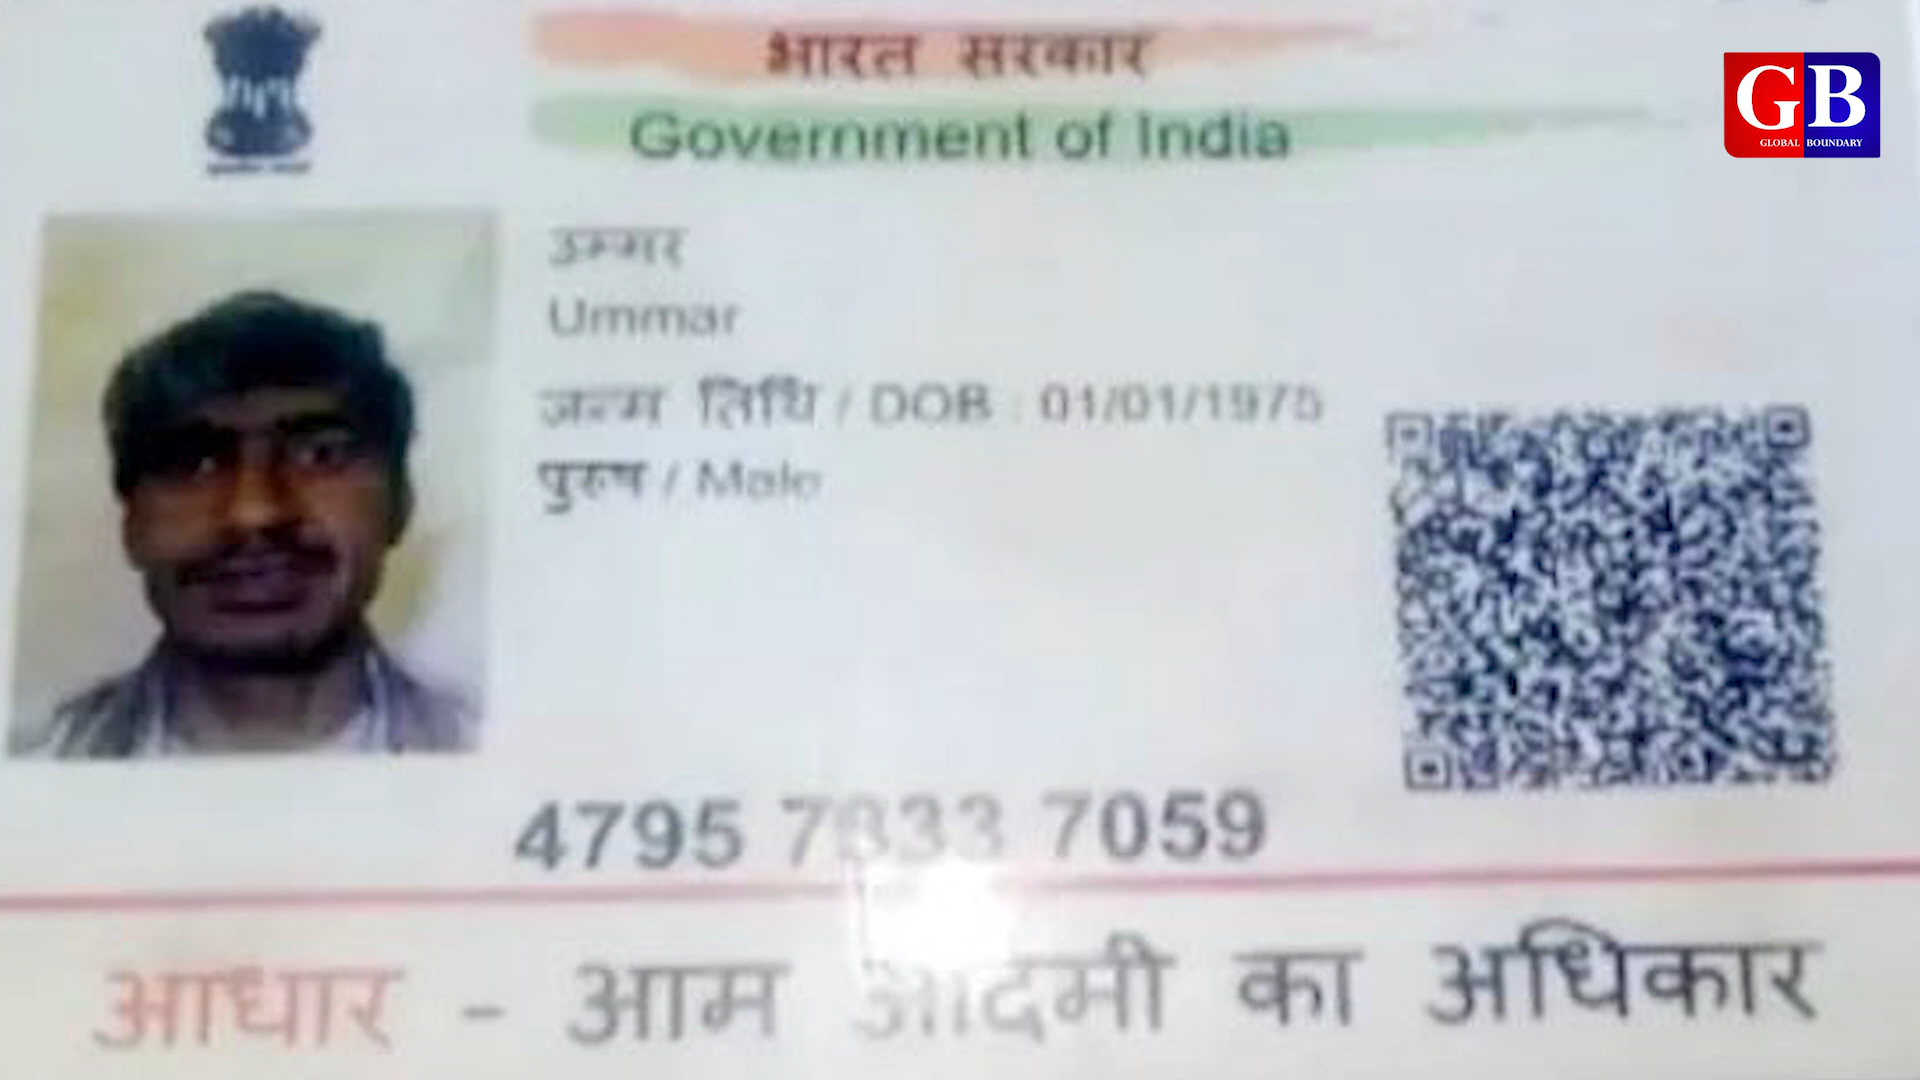 भारत सरकार
Government of India
GB
GLOBAL BOUNDARY
उम्मर
Ummar
जन्म तिथि / DOB : 01/01/1975
पुरुष / Male
4795 7059
आधार - आम आदमी का अधिकार